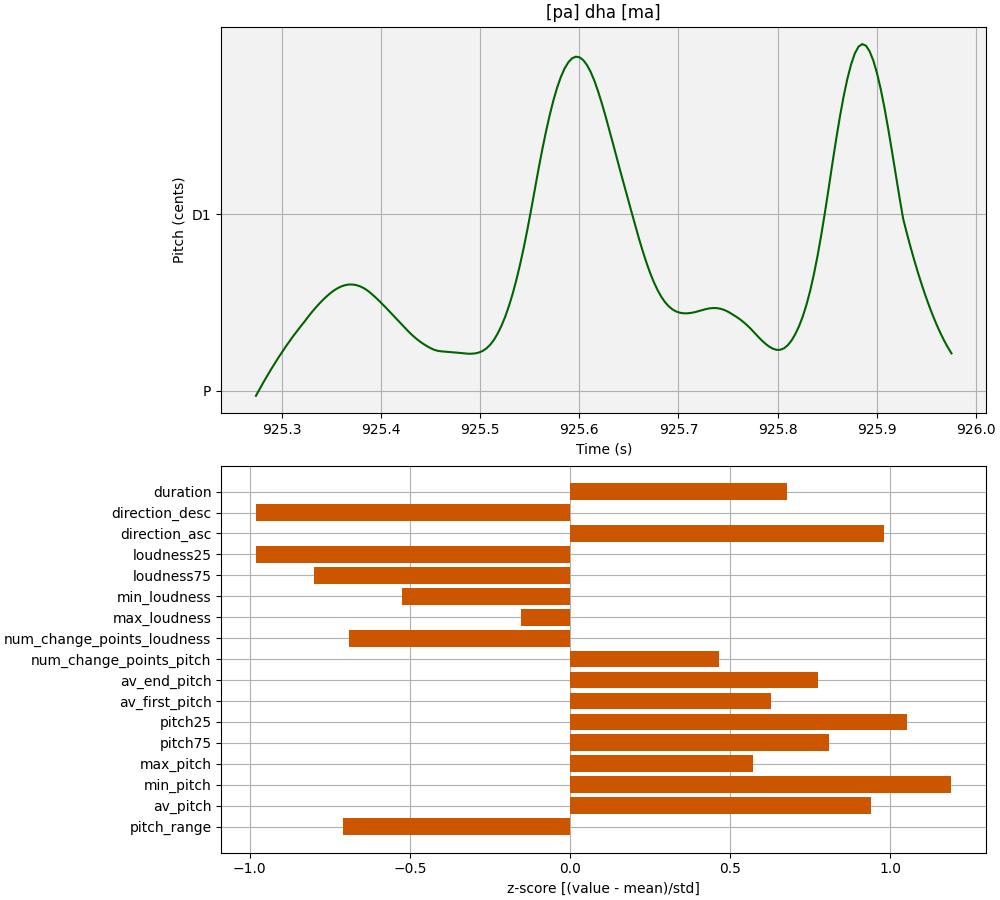 [pa] dha [ma]
Pitch (cents)
D1
P
925.3 925.4 925.5 925.6 925.7 925.8 925.9 926.0
Time (s)
duration
direction_desc
direction_asc
loudness25
loudness75
min_loudness
max_loudness
num_change_points_loudness
num_change_points_pitch
av_end_pitch
av_first_pitch
pitch25
pitch75
max_pitch
min_pitch
av_pitch
pitch_range
−1.0 −0.5 0.0 0.5 1.0
z-score [(value - mean)/std]